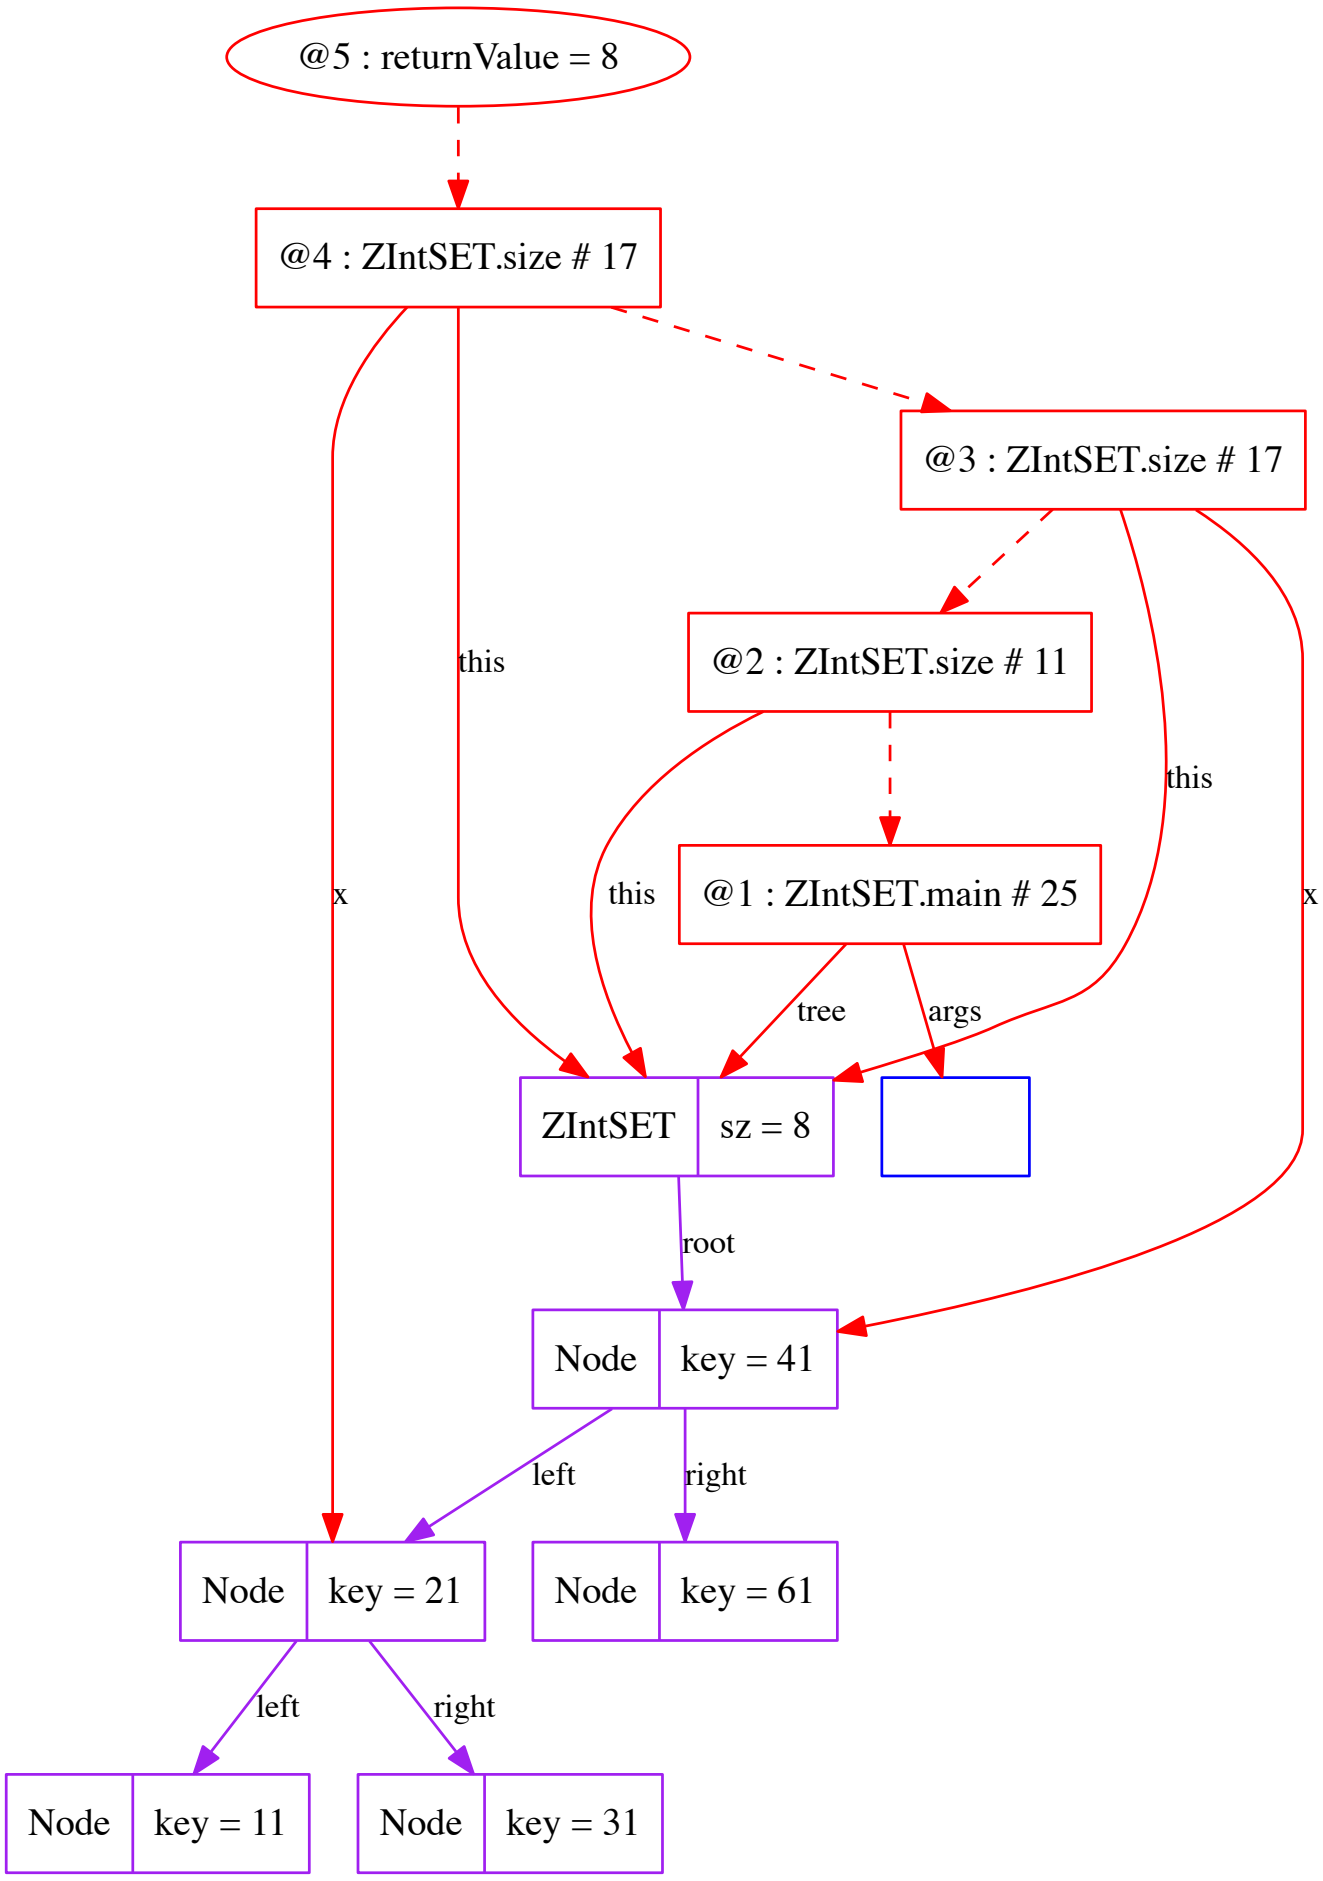 @5 : returnValue = 8
@4 : ZIntSET.size # 17
@3 : ZIntSET.size # 17
this
@2 : ZIntSET.size # 11
this
x
this
@1 : ZIntSET.main # 25
x
tree
args
ZIntSET
sz = 8
root
Node
key = 41
left
right
Node
key = 21
Node
key = 61
left
right
Node
key = 11
Node
key = 31